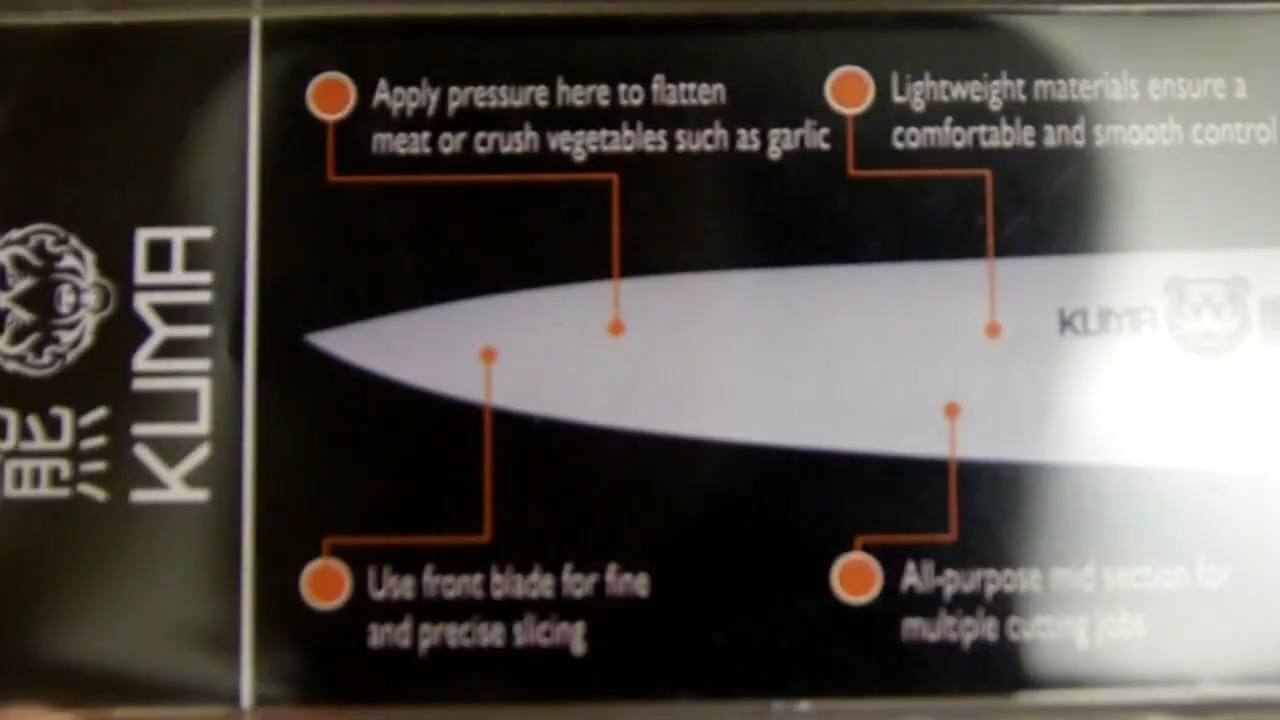 Apply pressure here to flatten
meat or crush vegetables such as garlic
Lightweight materials ensure a
comfortable and smooth control
熊
KUMA
KUMA
Use front blade for fine
and precise slicing
All-purpose mid section for
multiple cutting jobs